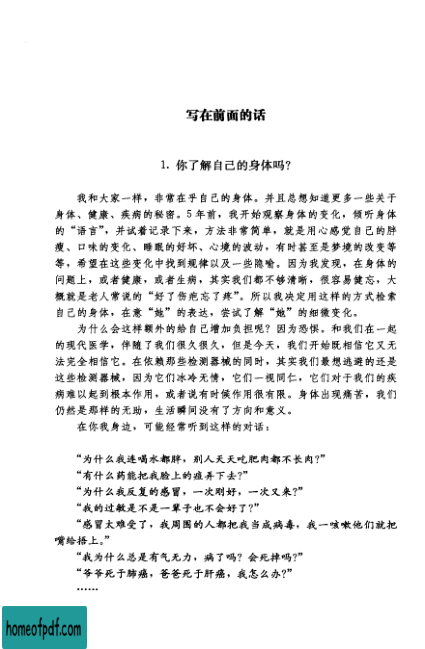 写在前面的话
1. 你了解自己的身体吗?
我和大家一样，非常在乎自己的身体。并且总想知道更多一些关于
身体、健康、疾病的秘密。5 年前，我开始观察身体的变化，倾听身体
的“语言”，并试着记录下来，方法非常简单，就是用心感觉自己的胖
瘦、口味的变化、睡眠的好坏、心境的波动，有时甚至是梦境的改变等
等，希望在这些变化中找到规律以及一些隐喻。因为我发现，在身体的
问题上，或者健康，或者生病，其实我们都不够清晰，很容易忘记，大
概就是老人常说的“好了伤疤忘了疼”。所以我决定用这样的方式检索
自己的身体，在意“她”的表达，尝试了解“她”的细微变化。
为什么会这样额外的给自己增加负担呢? 因为恐惧。和我们在一起
的现代医学，伴随了我们很久很久，但是今天，我们开始既相信它又无
法完全相信它。在依赖那些检测器械的同时，其实我们最想逃避的还是
这些检测器械，因为它们冰冷无情，它们一视同仁，它们对于我们的疾
病难以起到根本作用，或者说有时候作用很有限。身体出现痛苦，我们
仍然是那样的无助，生活瞬间没有了方向和意义。
在你我身边，可能经常听到这样的对话：
“为什么我连喝水都胖，别人天天吃肥肉都不长肉?”
“有什么药能把我脸上的痘弄下去?”
“为什么我反复的感冒，一次刚好，一次又来?”
“我的过敏是不是一辈子也不会好了?”
“感冒太难受了，我周围的人都把我当成病毒，我一咳嗽他们就把
嘴给捂上。”
“我为什么总是有气无力，病了吗? 会死掉吗?”
“爷爷死于肺癌，爸爸死于肝癌，我怎么办?”
……
homeofpdf.com